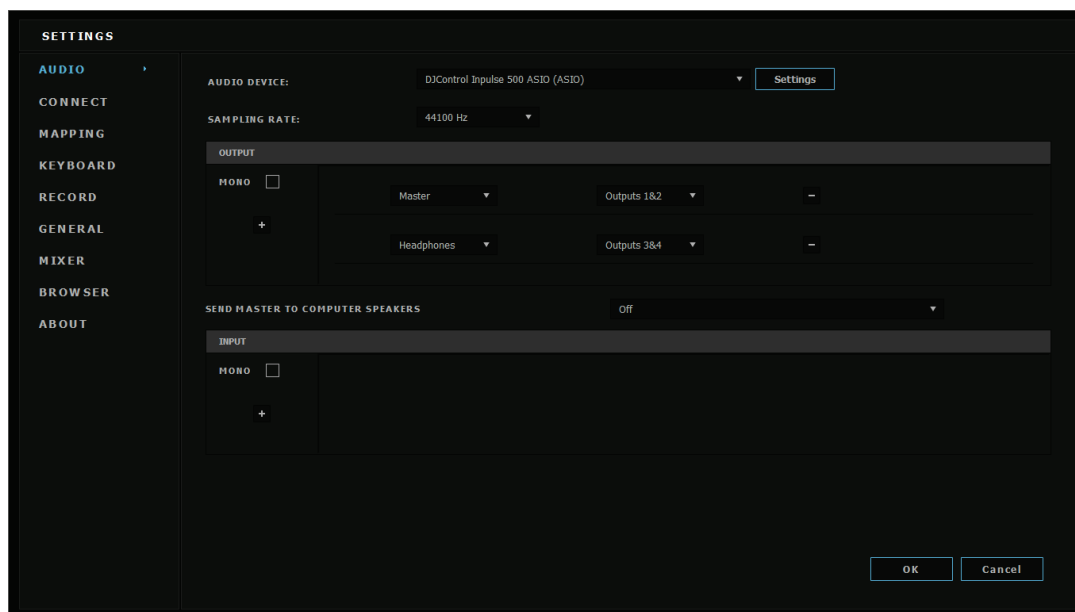 SETTINGS
AUDIO
CONNECT
MAPPING
KEYBOARD
RECORD
GENERAL
MIXER
BROWSER
ABOUT
AUDIO DEVICE: DJControl Inpulse 500 ASIO (ASIO) Settings
SAMPLING RATE: 44100 Hz
OUTPUT
MONO
+
Master Outputs 1&2 −
Headphones Outputs 3&4 −
SEND MASTER TO COMPUTER SPEAKERS Off
INPUT
MONO
+
OK Cancel